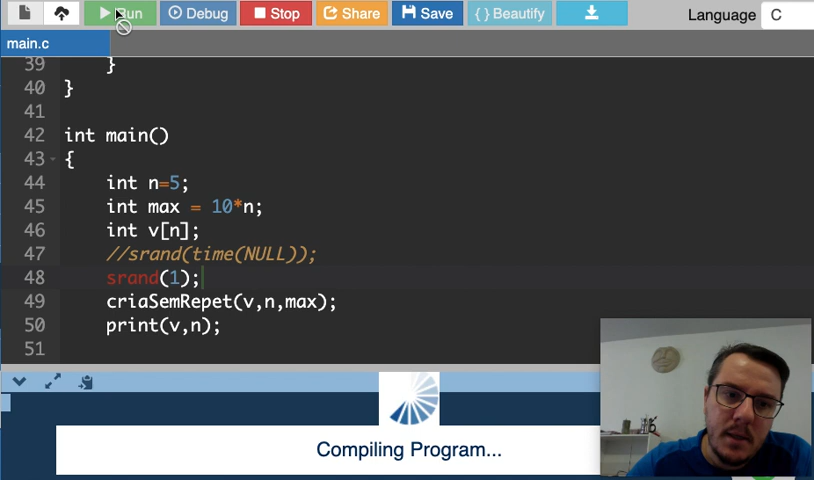 Run Debug Stop Share Save { } Beautify Language C
main.c
39 }
40 }
41
42 int main()
43 {
44 int n=5;
45 int max = 10*n;
46 int v[n];
47 //srand(time(NULL));
48 srand(1);
49 criaSemRepet(v,n,max);
50 print(v,n);
51
Compiling Program...